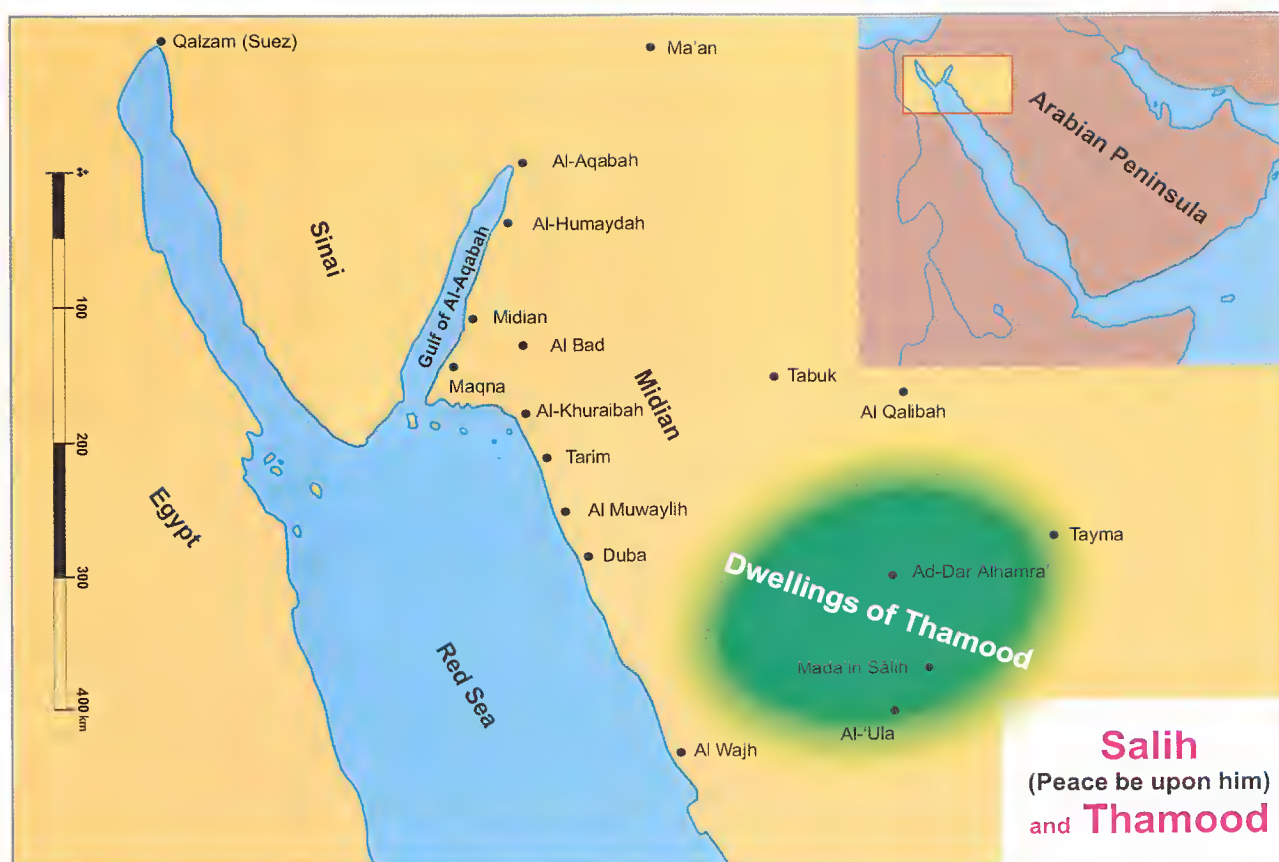 Qalzam (Suez)
Ma'an
Arabian Peninsula
Al-Aqabah
Al-Humaydah
Sinai
Gulf of Al-Aqabah
100
Midian
Al Bad
Maqna
Midian
Tabuk
Al Qalibah
Al-Khuraibah
200
Tarim
Egypt
Al Muwaylih
Tayma
Duba
300
Ad-Dar Alhamra'
Dwellings of Thamood
Red Sea
Mada'in Sâlih
400 km
Al-'Ula
Al Wajh
Salih
(Peace be upon him)
and Thamood